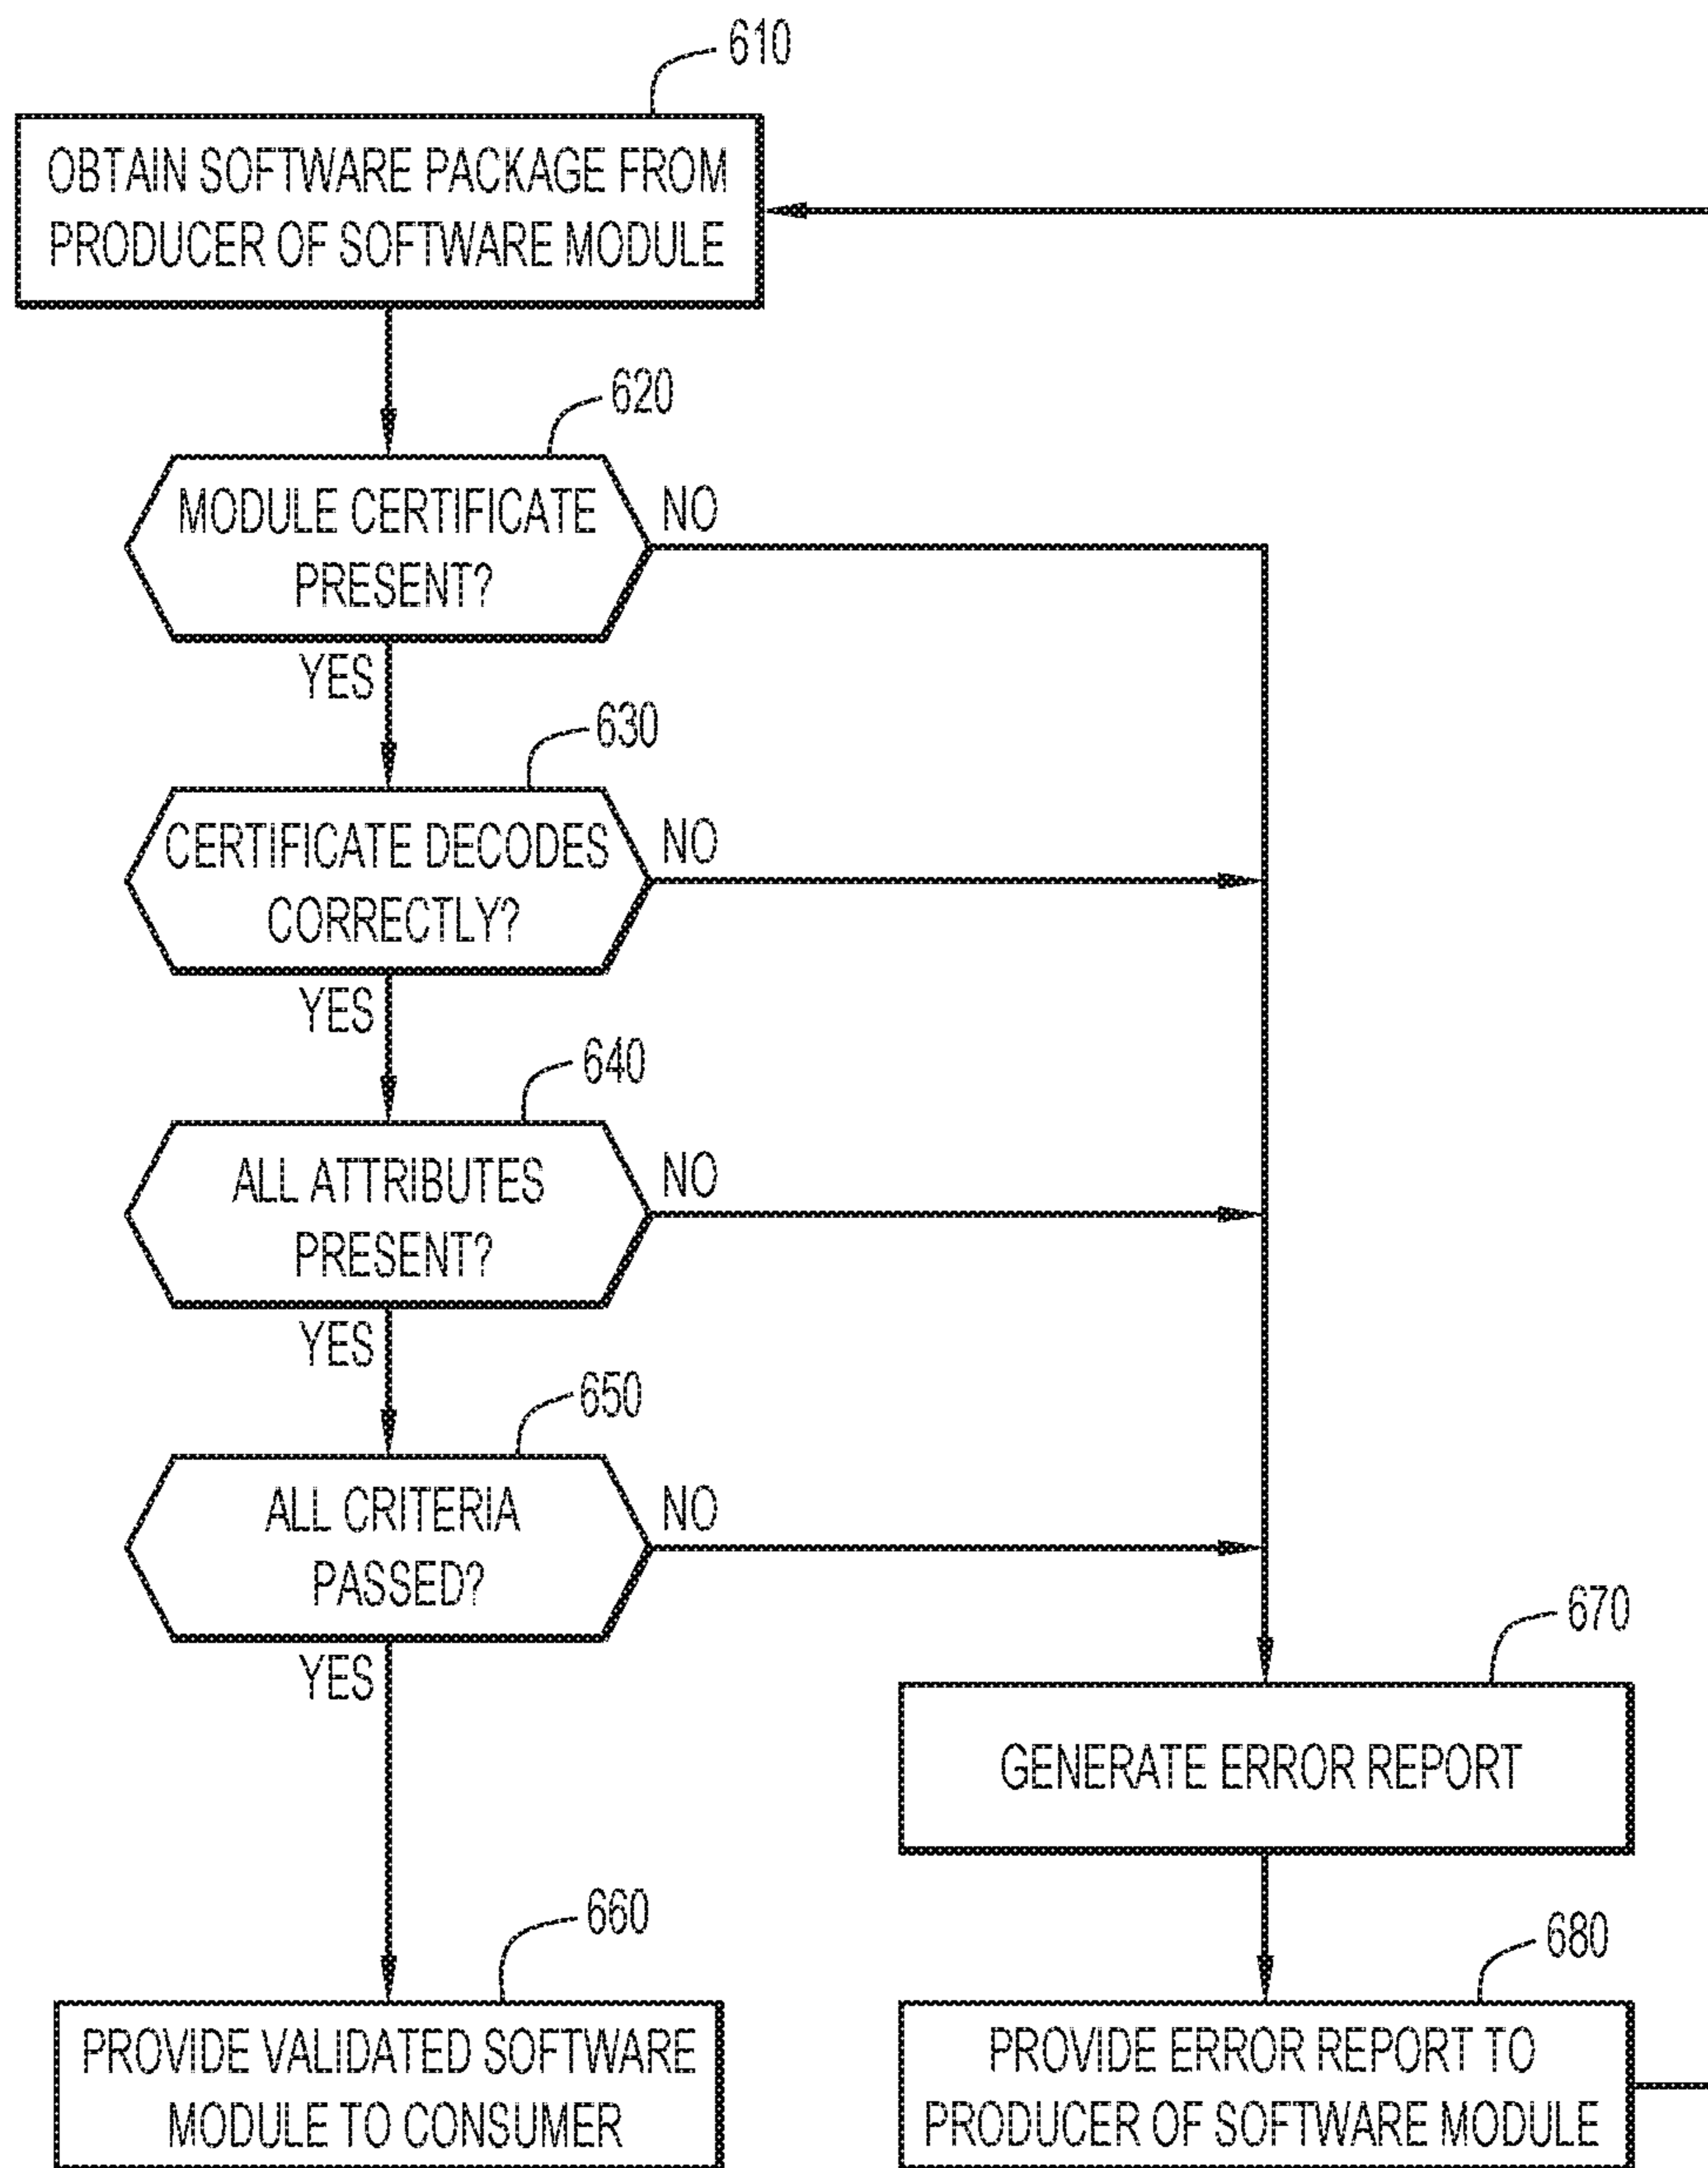 610
OBTAIN SOFTWARE PACKAGE FROM
PRODUCER OF SOFTWARE MODULE
620
MODULE CERTIFICATE
PRESENT?
NO
YES
630
CERTIFICATE DECODES
CORRECTLY?
NO
YES
640
ALL ATTRIBUTES
PRESENT?
NO
YES
650
ALL CRITERIA
PASSED?
NO
YES
670
GENERATE ERROR REPORT
660
PROVIDE VALIDATED SOFTWARE
MODULE TO CONSUMER
680
PROVIDE ERROR REPORT TO
PRODUCER OF SOFTWARE MODULE